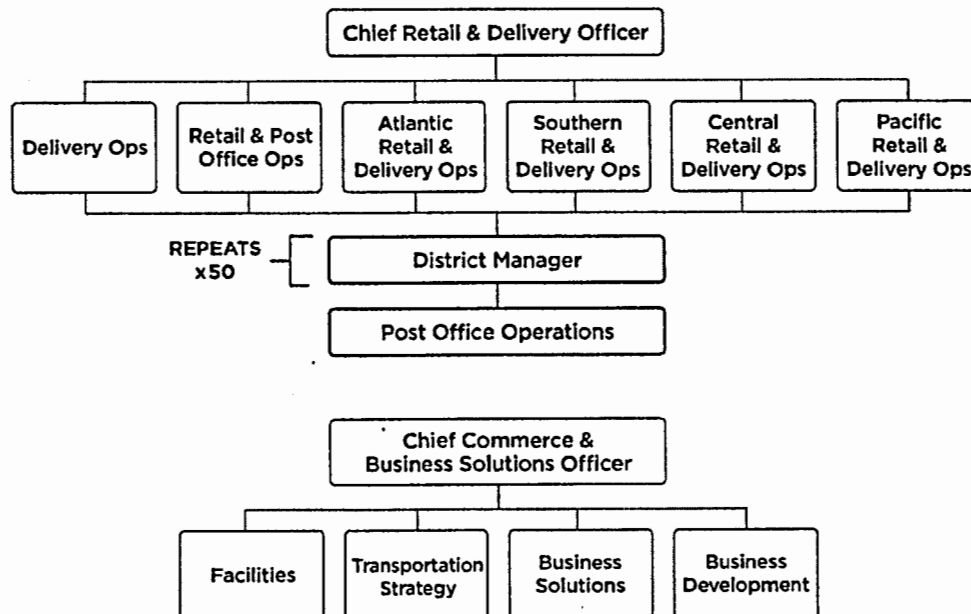 Chief Retail & Delivery Officer
Delivery Ops
Retail & Post
Office Ops
Atlantic
Retail &
Delivery Ops
Southern
Retail &
Delivery Ops
Central
Retail &
Delivery Ops
Pacific
Retail &
Delivery Ops
REPEATS
x50
District Manager
Post Office Operations
Chief Commerce &
Business Solutions Officer
Facilities
Transportation
Strategy
Business
Solutions
Business
Development